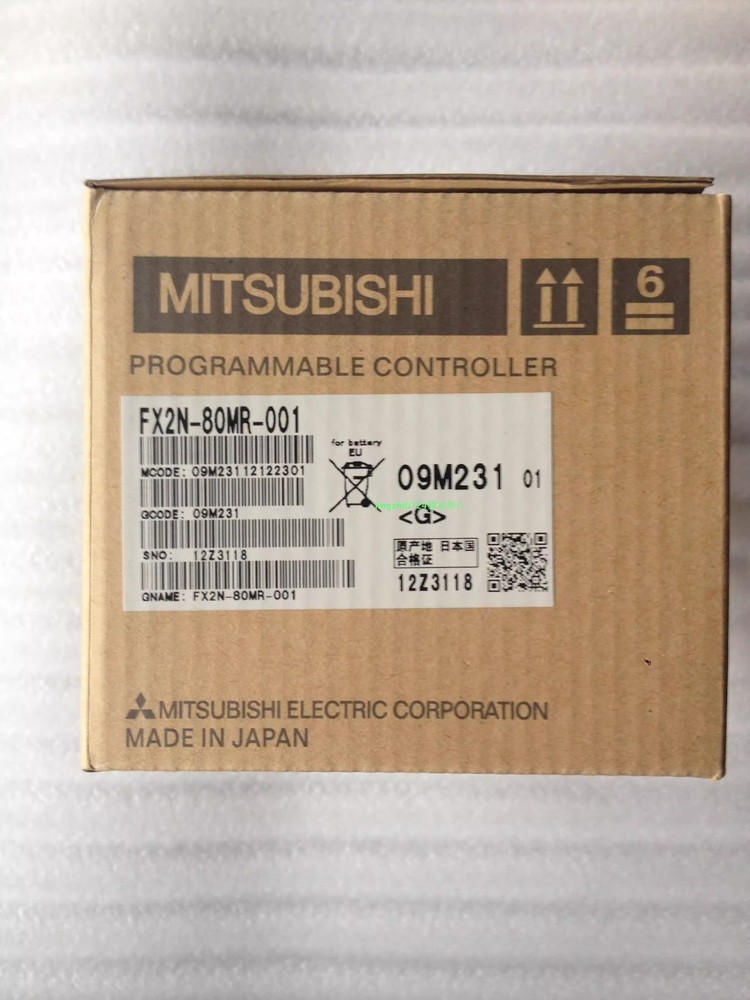 MITSUBISHI
6
PROGRAMMABLE CONTROLLER
FX2N-80MR-001
MCODE: 09M23112122301
GCODE: 09M231
SNO: 12Z3118
GNAME: FX2N-80MR-001
for battery
EU
09M231 01
<G>
原产地 日本国
合格证
12Z3118
MITSUBISHI ELECTRIC CORPORATION
MADE IN JAPAN